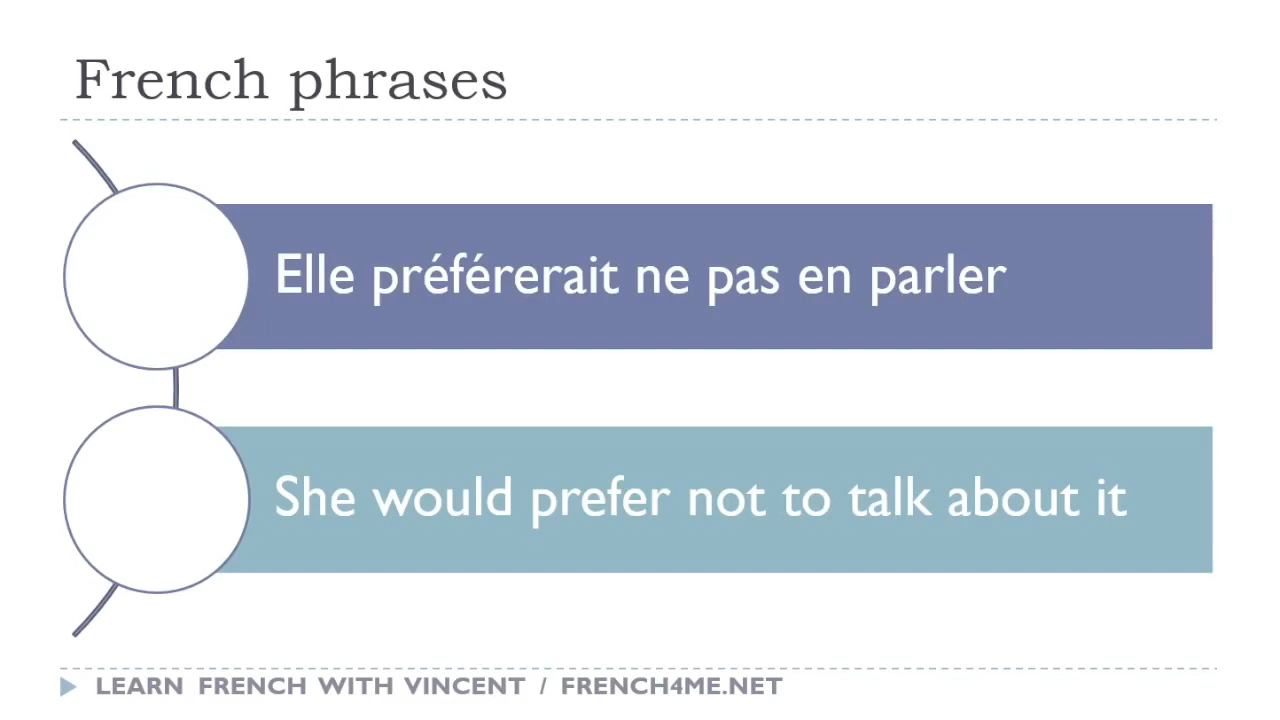 French phrases
Elle préférerait ne pas en parler
She would prefer not to talk about it
LEARN FRENCH WITH VINCENT / FRENCH4ME.NET